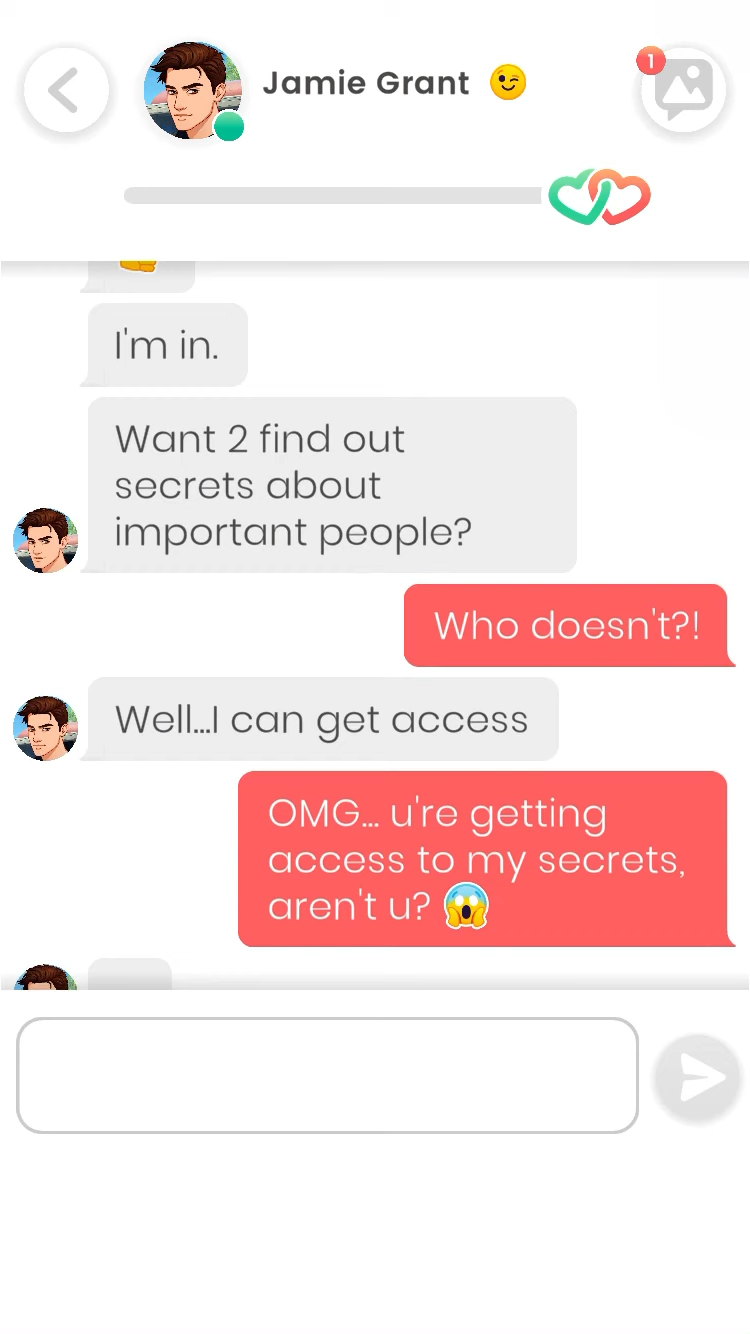 Jamie Grant 😉
1
I'm in.
Want 2 find out
secrets about
important people?
Who doesn't?!
Well...I can get access
OMG... u're getting
access to my secrets,
aren't u? 😱